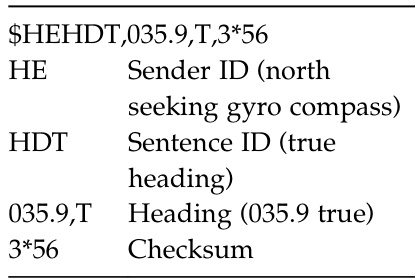 $HEHDT,035.9,T,3*56
HE Sender ID (north
seeking gyro compass)
HDT Sentence ID (true
heading)
035.9,T Heading (035.9 true)
3*56 Checksum